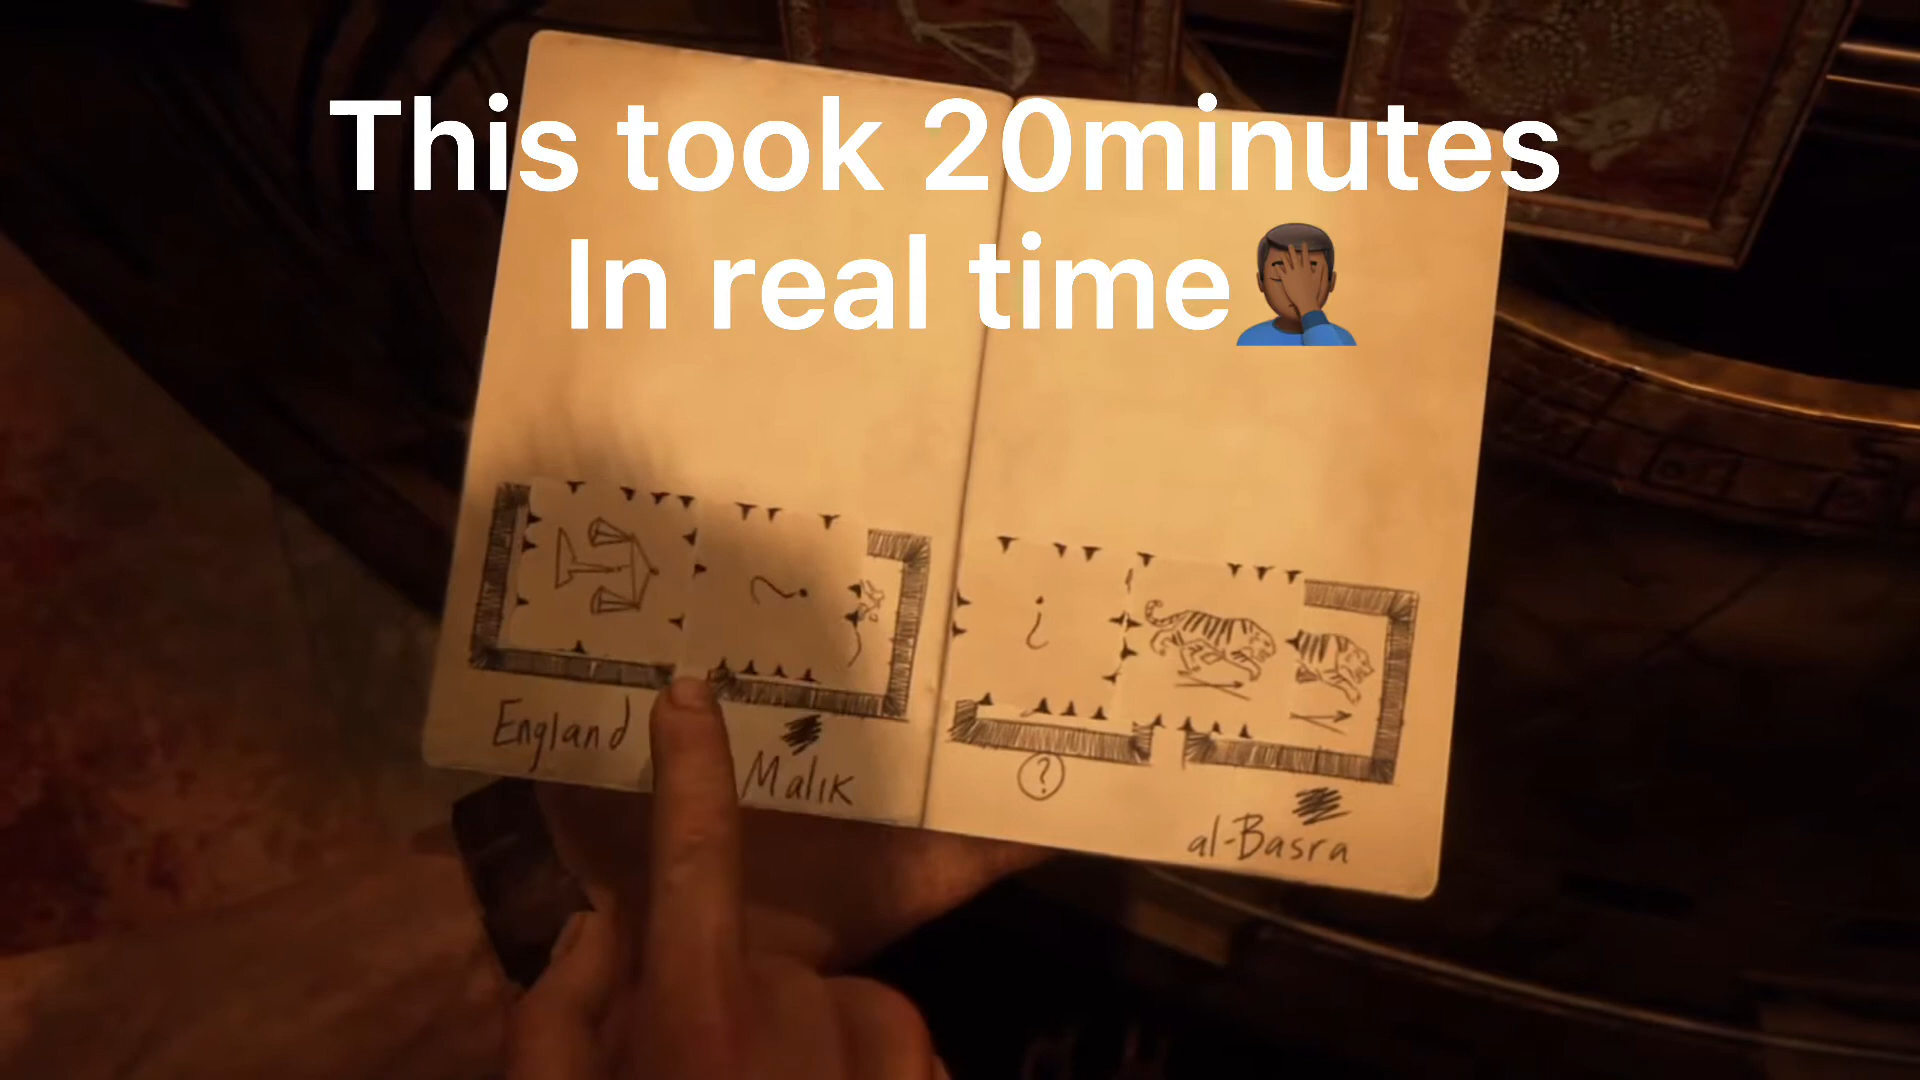 This took 20minutes
In real time🤦🏾‍♂️
?
¿
England
Malik
?
al-Basra